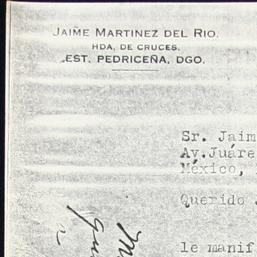 JAIME MARTINEZ DEL RIO.
HDA. DE CRUCES.
EST. PEDRICEÑA, DGO.
Sr. Jaim
Av.Juáre
México,
Querido
le manif